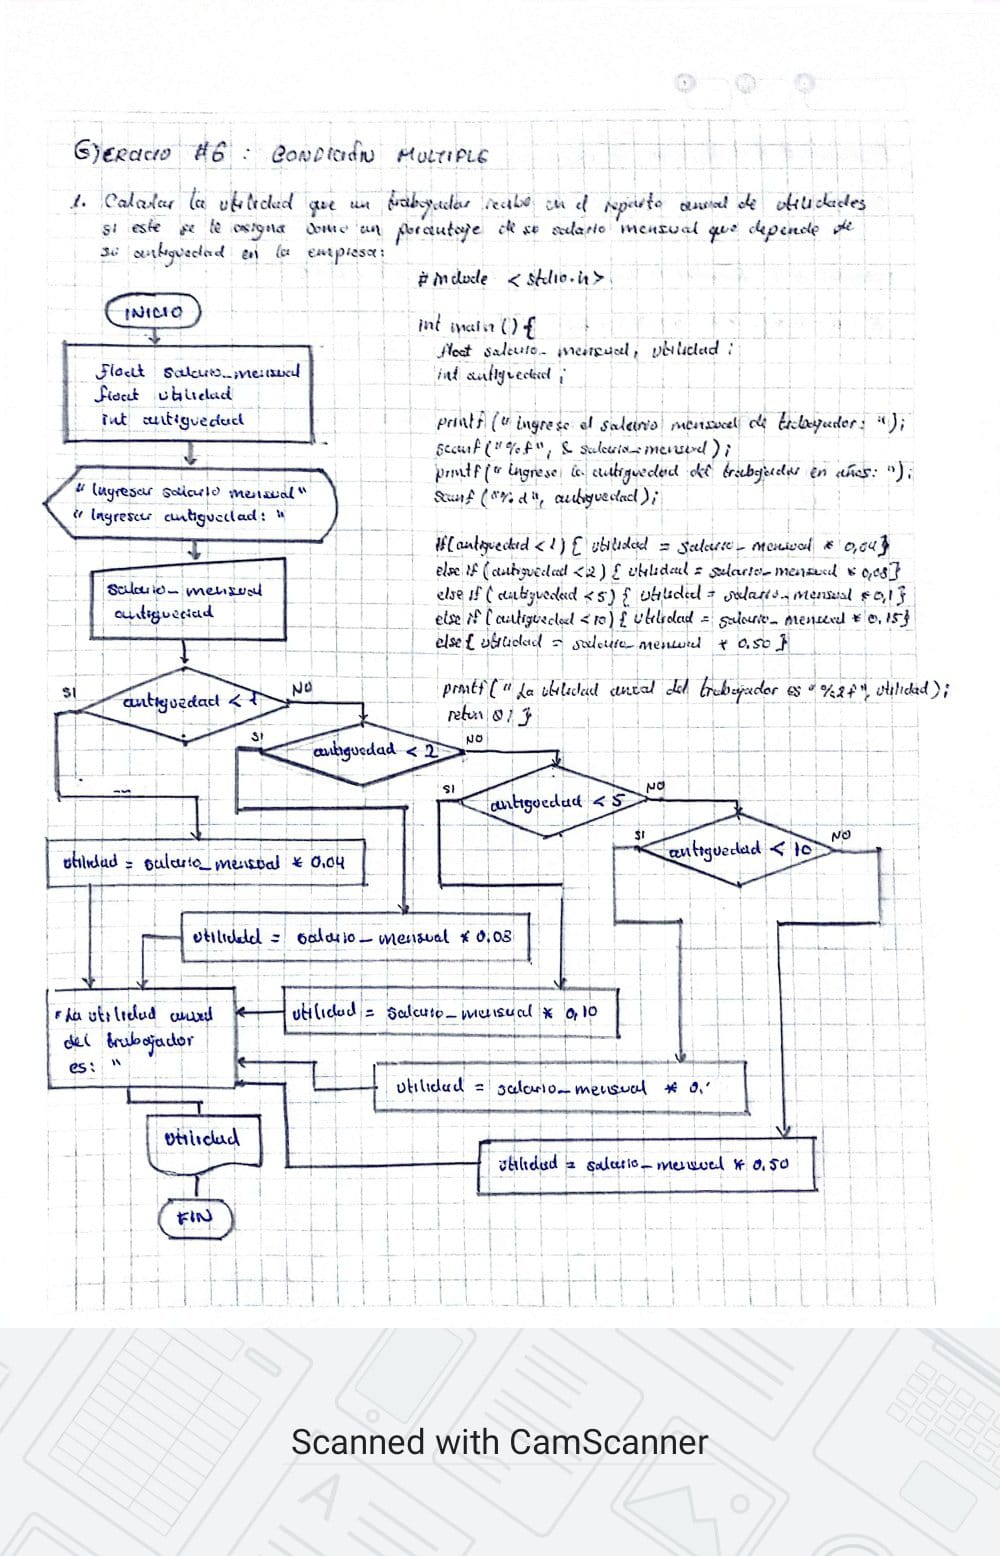 EJERCICIO #6 : CONDICIÓN MULTIPLE
1. Calcular la utilidad que un trabajador recibe en el reparto anual de utilidades
si este se le asigna como un porcentaje de su salario mensual que depende de
su antiguedad en la empresa:
#include <stdio.h>
int main () {
float salario_mensual, utilidad ;
int antiguedad ;
printf (" ingrese el salario mensual de trabajador: ");
scanf ("%f", & salario_mensual) ;
printf (" ingrese la antiguedad del trabajador en años: ");
scanf ("%d", antiguedad) ;
if (antiguedad < 1) { utilidad = salario_mensual * 0,04 }
else if (antiguedad < 2) { utilidad = salario_mensual * 0,08 }
else if ( antiguedad < 5) { utilidad = salario_mensual * 0,1 }
else if ( antiguedad < 10) { utilidad = salario_mensual * 0,15 }
else { utilidad = salario_mensual * 0.50 }
printf (" La utilidad anual del trabajador es " %.2f", utilidad) ;
retun 0; }
INICIO
float salario_mensual
float utilidad
int antiguedad
" Ingresar salario mensual "
" Ingresar antiguedad : "
salario_mensual
antiguedad
antiguedad < 1
SI
NO
antiguedad < 2
SI
NO
antiguedad < 5
SI
NO
antiguedad < 10
SI
NO
utilidad = salario_mensual * 0.04
utilidad = salario_mensual * 0.08
utilidad = salario_mensual * 0,10
utilidad = salario_mensual * 0.
utilidad = salario_mensual * 0.50
" La utilidad anual
del trabajador
es: "
utilidad
FIN
Scanned with CamScanner